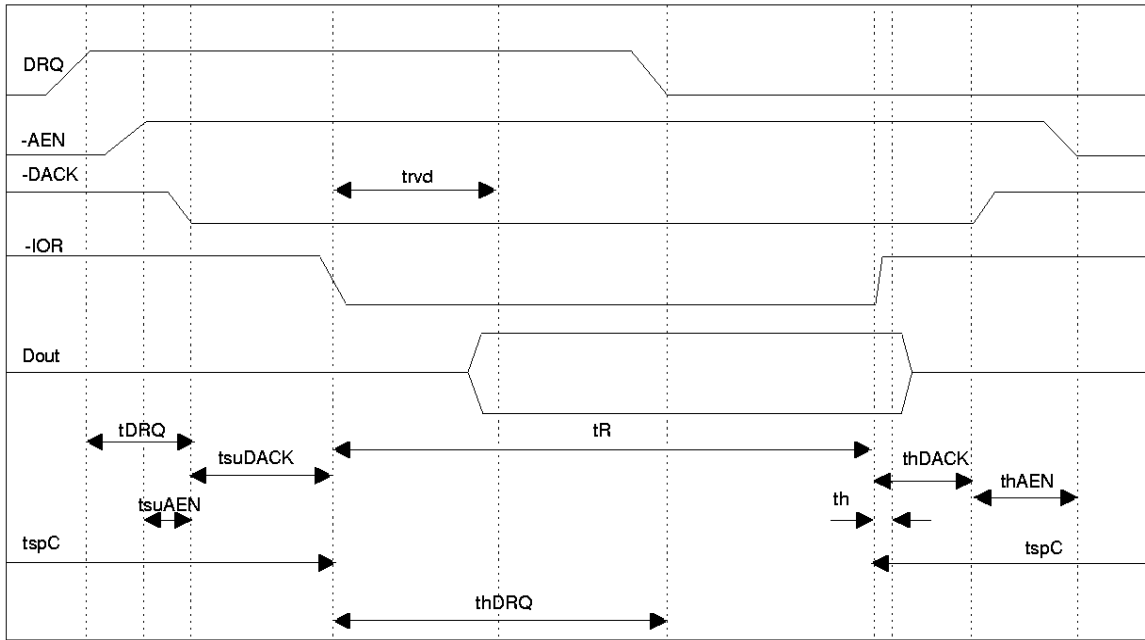 DRQ
-AEN
-DACK
trvd
-IOR
Dout
tDRQ
tR
tsuDACK
thDACK
thAEN
tsuAEN
th
tspC
tspC
thDRQ